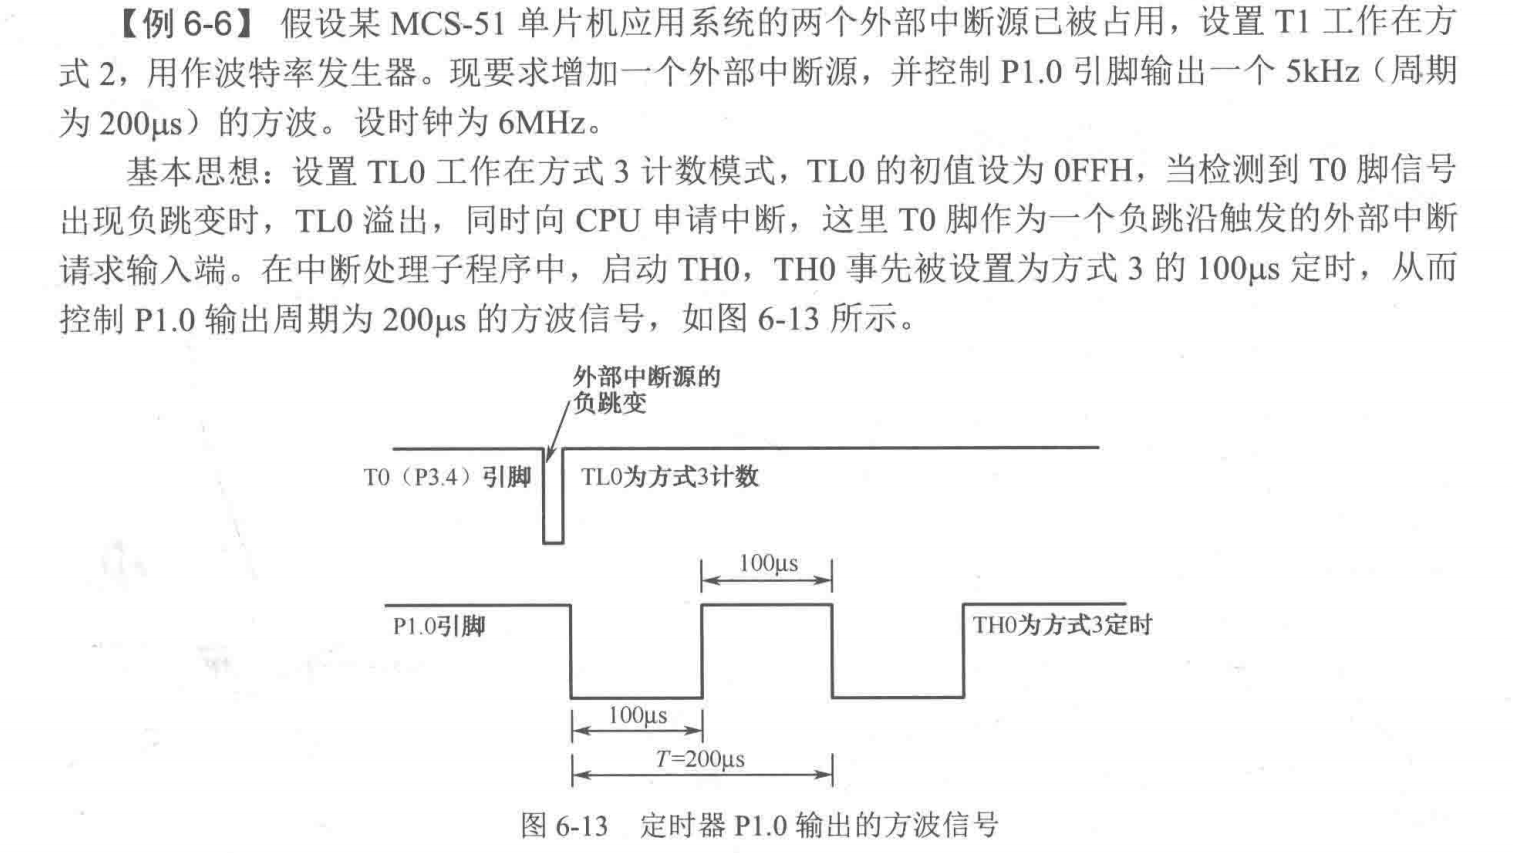 【例 6-6】 假设某 MCS-51 单片机应用系统的两个外部中断源已被占用，设置 T1 工作在方
式 2，用作波特率发生器。现要求增加一个外部中断源，并控制 P1.0 引脚输出一个 5kHz（周期
为 200μs）的方波。设时钟为 6MHz。
基本思想：设置 TL0 工作在方式 3 计数模式，TL0 的初值设为 0FFH，当检测到 T0 脚信号
出现负跳变时，TL0 溢出，同时向 CPU 申请中断，这里 T0 脚作为一个负跳沿触发的外部中断
请求输入端。在中断处理子程序中，启动 TH0，TH0 事先被设置为方式 3 的 100μs 定时，从而
控制 P1.0 输出周期为 200μs 的方波信号，如图 6-13 所示。
外部中断源的
负跳变
T0（P3.4）引脚
TL0为方式3计数
100μs
P1.0引脚
TH0为方式3定时
100μs
T=200μs
图 6-13 定时器 P1.0 输出的方波信号